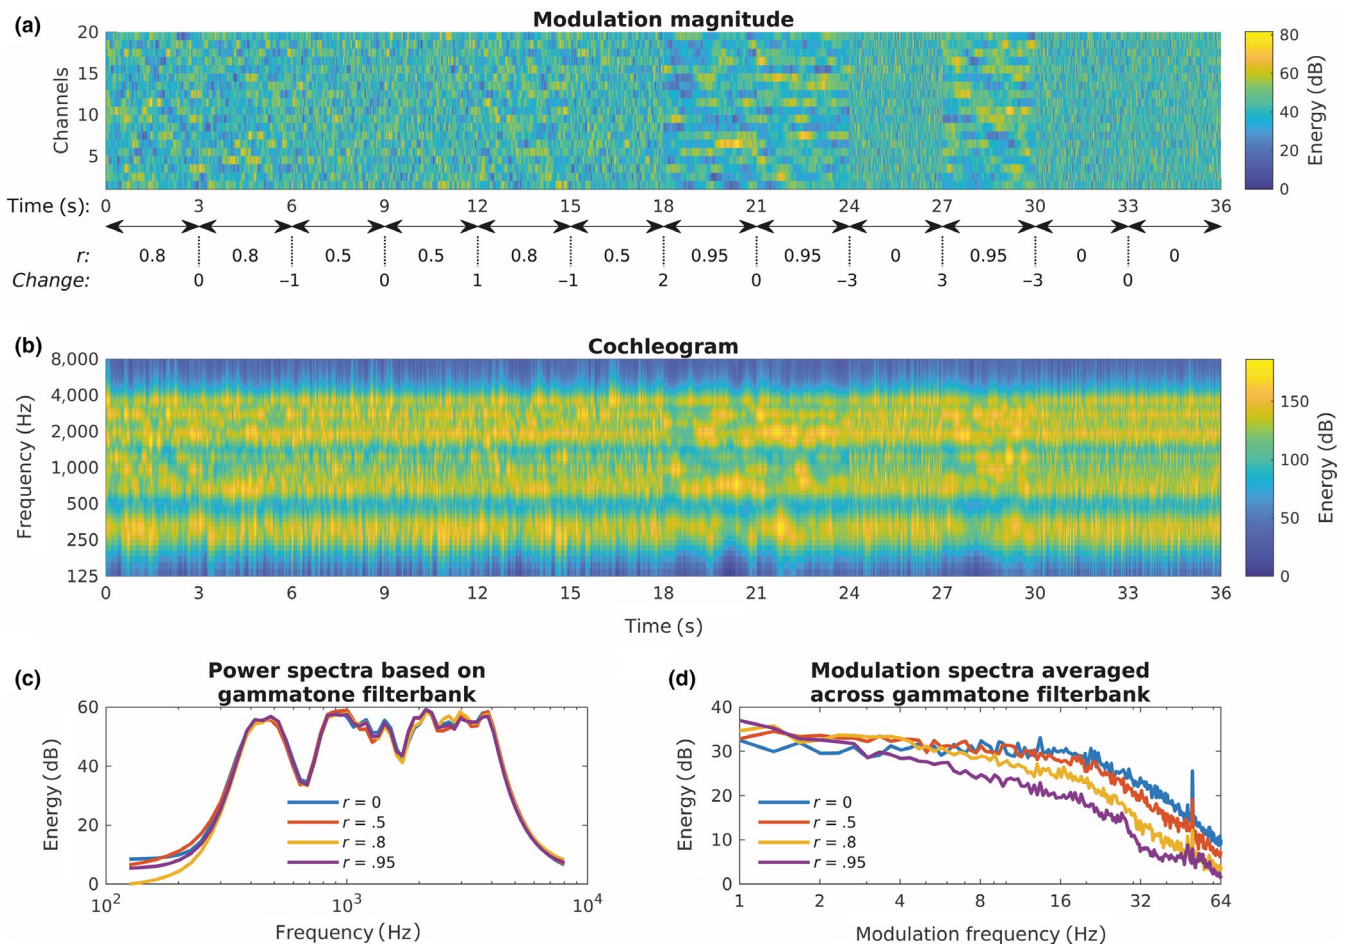 (a)
Modulation magnitude
Channels
20
15
10
5
80
60
40
20
0
Energy (dB)
Time (s): 0 3 6 9 12 15 18 21 24 27 30 33 36
r: 0.8 0.8 0.5 0.5 0.8 0.5 0.95 0.95 0 0.95 0 0
Change: 0 –1 0 1 –1 2 0 –3 3 –3 0
(b)
Cochleogram
Frequency (Hz)
8,000
4,000
2,000
1,000
500
250
125
150
100
50
0
Energy (dB)
0 3 6 9 12 15 18 21 24 27 30 33 36
Time (s)
(c)
Power spectra based on
gammatone filterbank
Energy (dB)
60
40
20
0
r = 0
r = .5
r = .8
r = .95
10² 10³ 10⁴
Frequency (Hz)
(d)
Modulation spectra averaged
across gammatone filterbank
Energy (dB)
40
30
20
10
0
r = 0
r = .5
r = .8
r = .95
1 2 4 8 16 32 64
Modulation frequency (Hz)